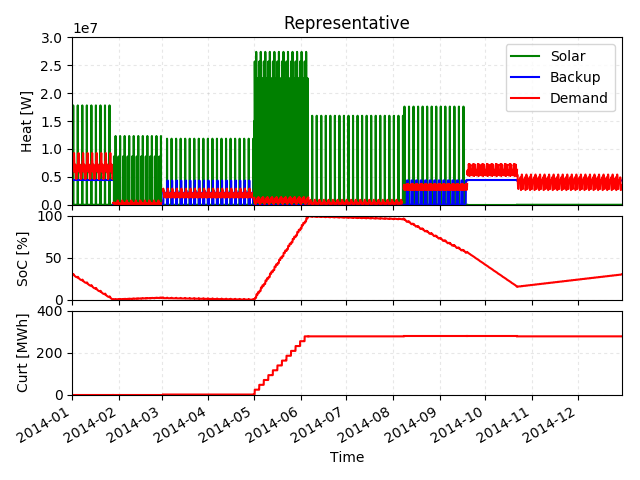 Representative
1e7
3.0
2.5
2.0
1.5
1.0
0.5
0.0
Heat [W]
Solar
Backup
Demand
100
50
0
SoC [%]
400
200
0
Curt [MWh]
2014-01
2014-02
2014-03
2014-04
2014-05
2014-06
2014-07
2014-08
2014-09
2014-10
2014-11
2014-12
Time